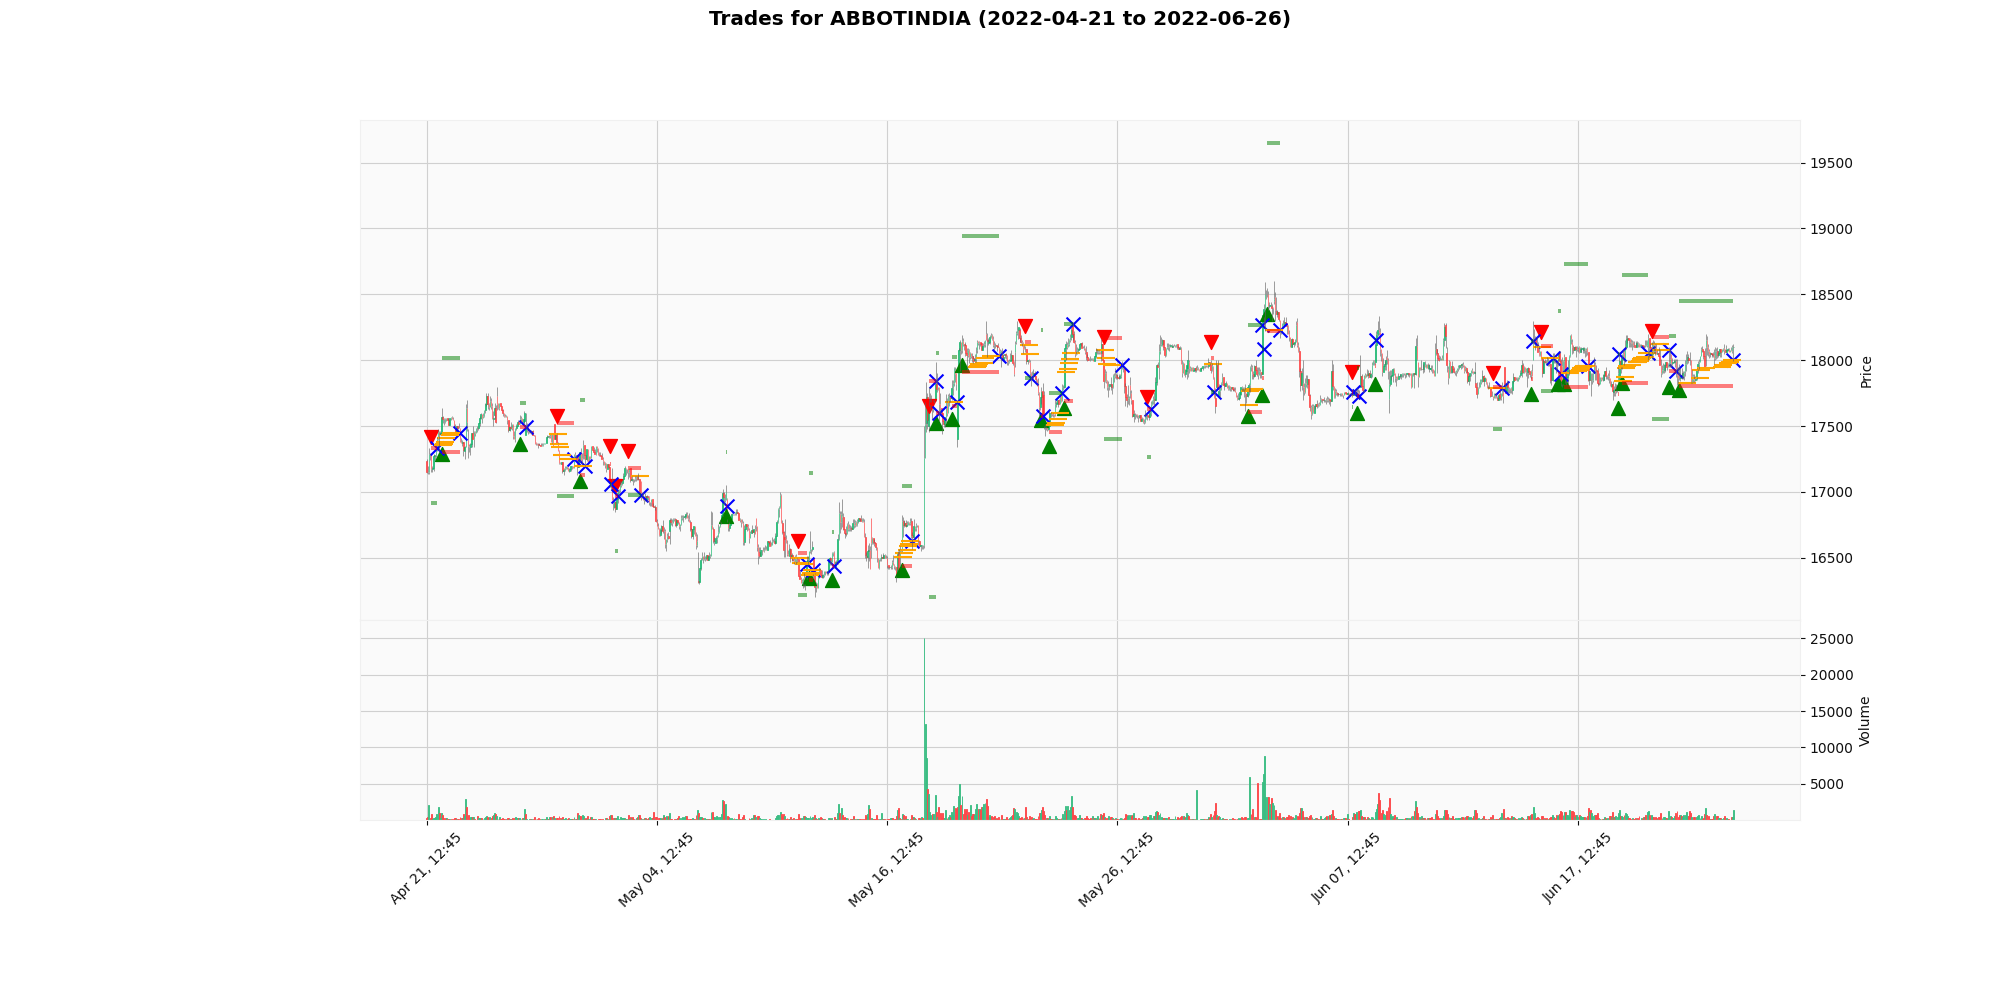 Trades for ABBOTINDIA (2022-04-21 to 2022-06-26)
19500
19000
18500
18000
17500
17000
16500
Price
25000
20000
15000
10000
5000
Volume
Apr 21, 12:45
May 04, 12:45
May 16, 12:45
May 26, 12:45
Jun 07, 12:45
Jun 17, 12:45